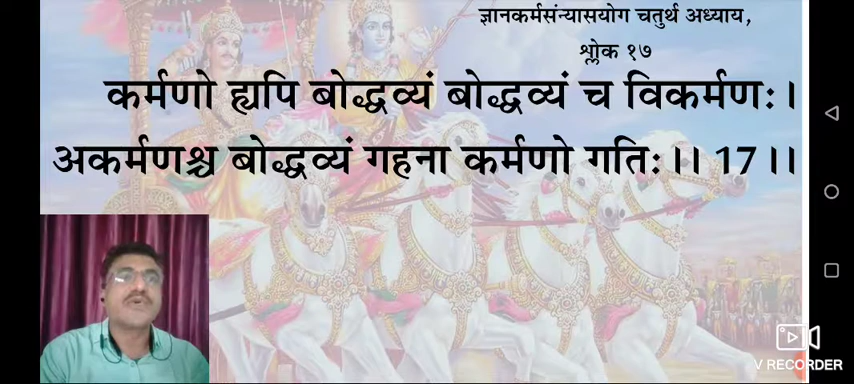 ज्ञानकर्मसंन्यासयोग चतुर्थ अध्याय,
श्लोक १७
कर्मणो ह्यपि बोद्धव्यं बोद्धव्यं च विकर्मणः।
अकर्मणश्च बोद्धव्यं गहना कर्मणो गतिः।। 17।।
V RECORDER